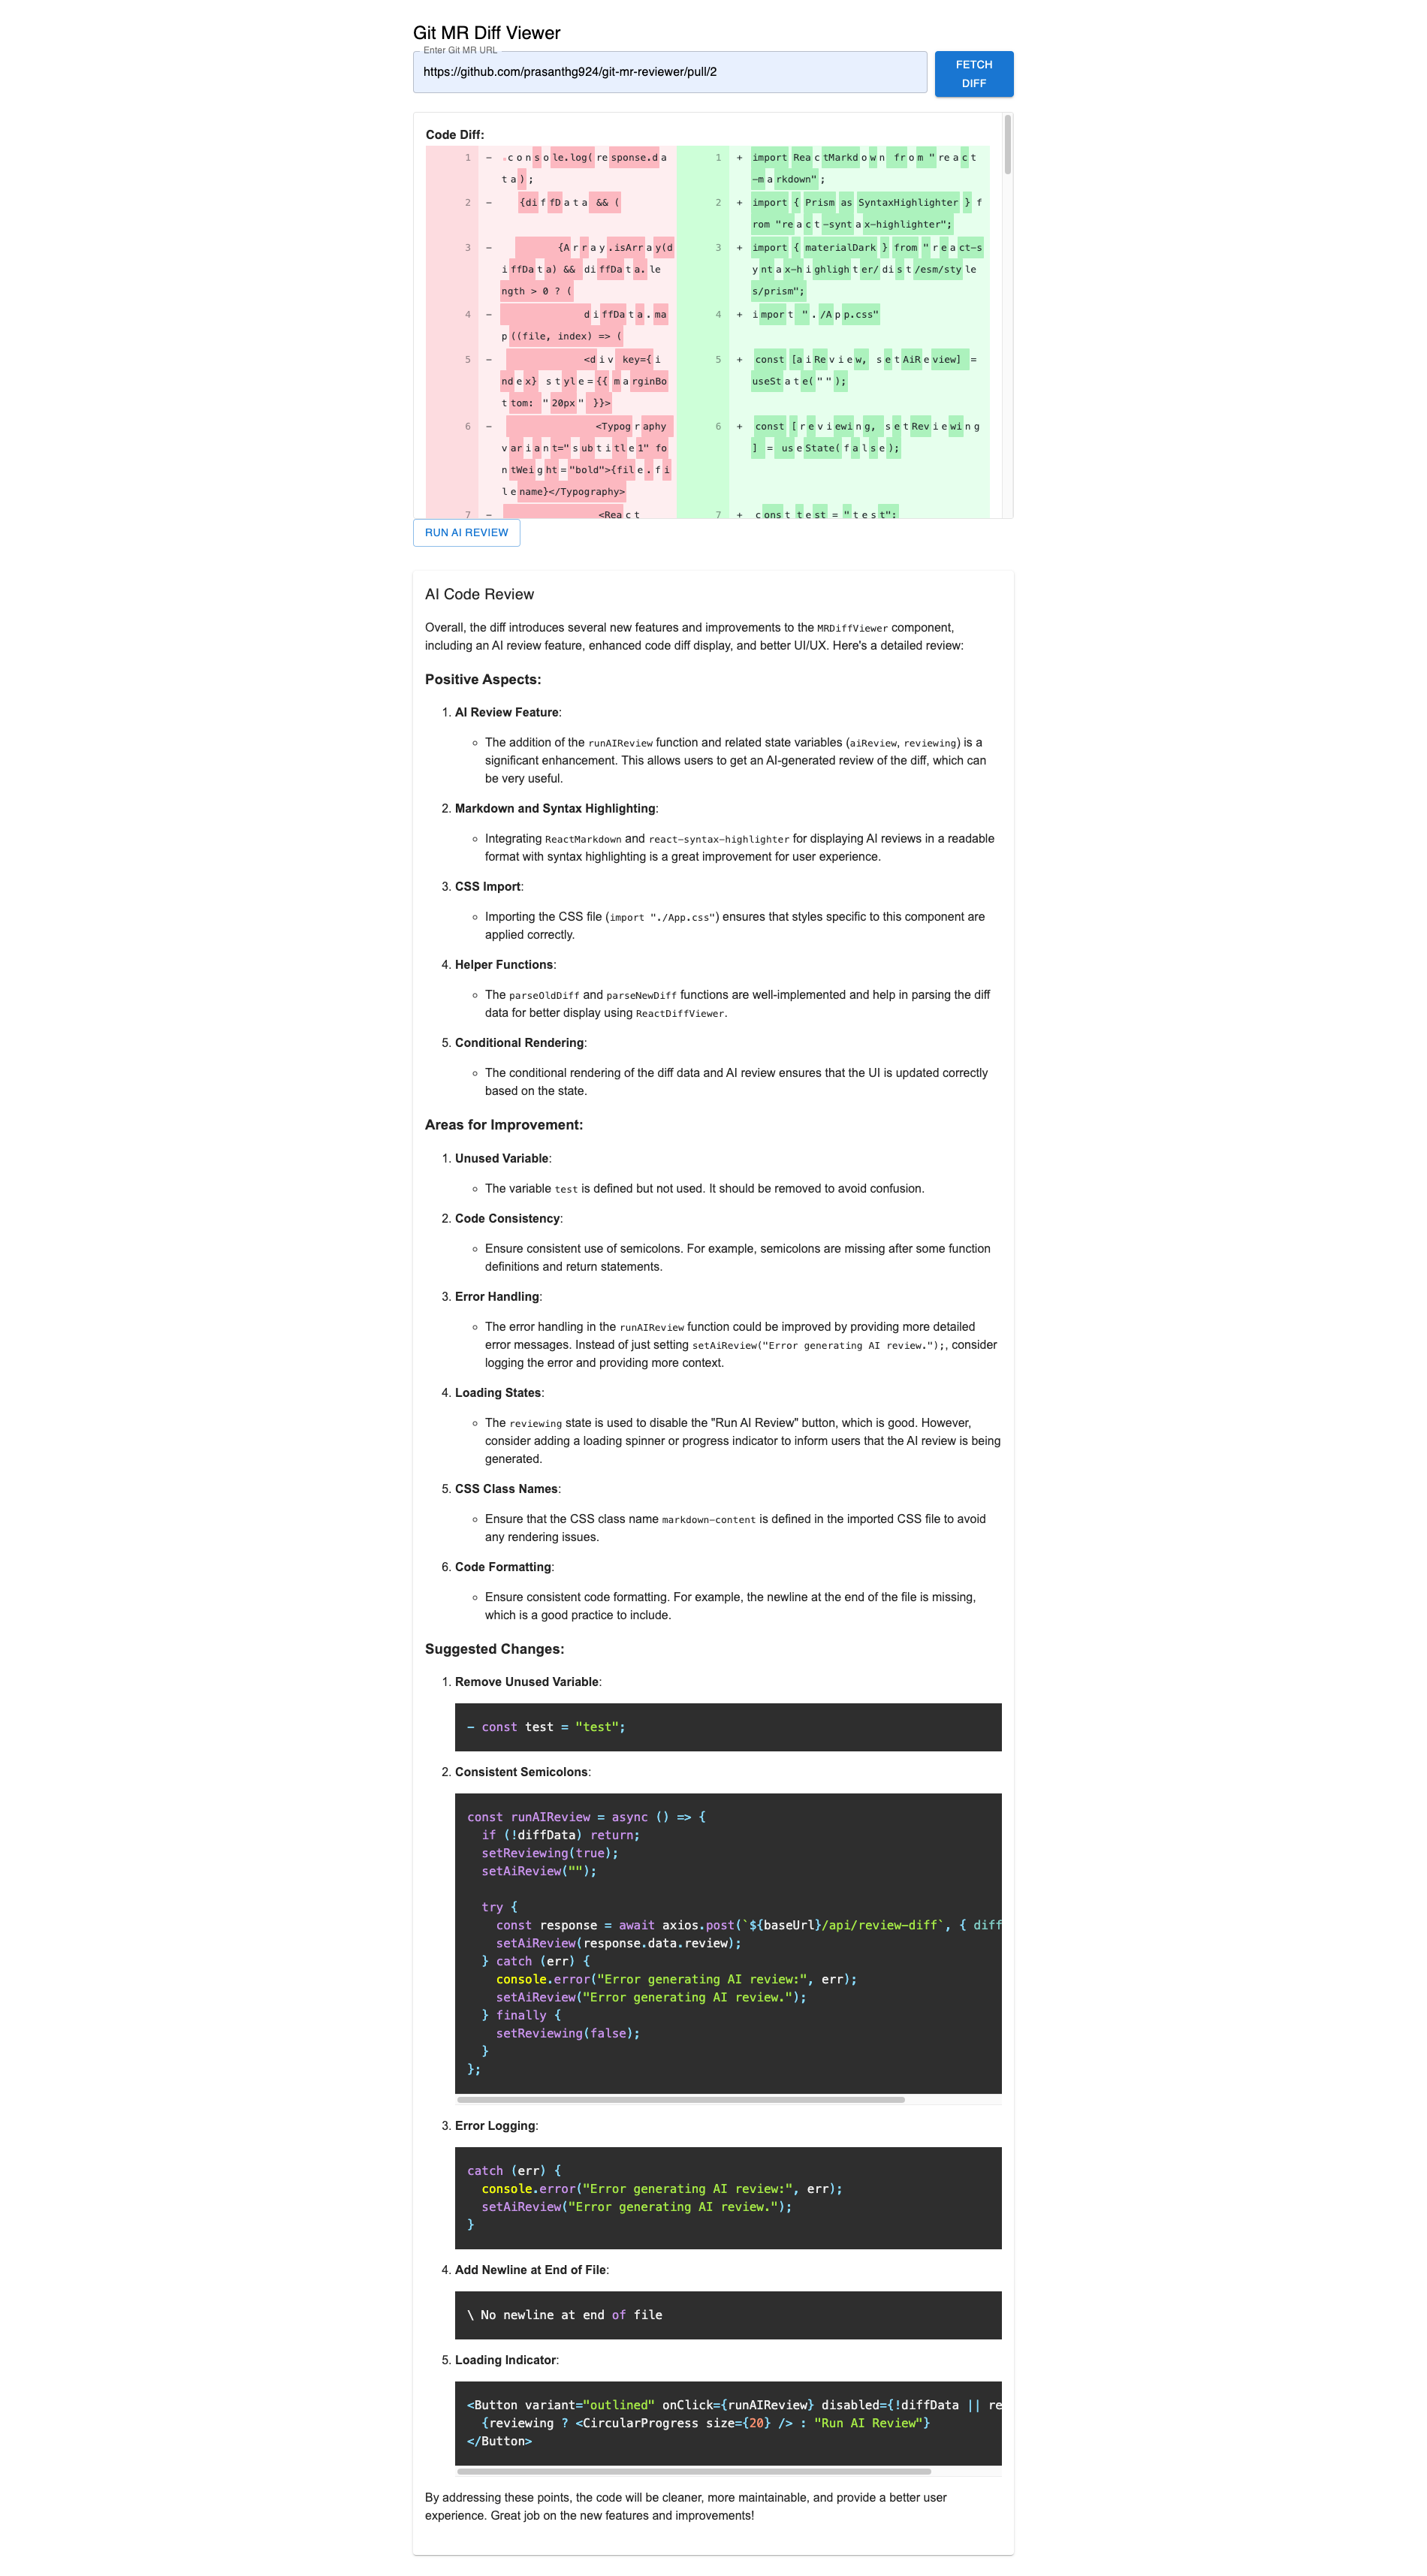 Git MR Diff Viewer
Enter Git MR URL
https://github.com/prasanthg924/git-mr-reviewer/pull/2
FETCH
DIFF
Code Diff:
1 - console.log(response.da
ta);
2 - {diffData && (
3 - {Array.isArray(d
iffData) && diffData.le
ngth > 0 ? (
4 - diffData.ma
p((file, index) => (
5 - <div key={i
ndex} style={{ marginBo
ttom: "20px" }}>
6 - <Typography
variant="subtitle1" fo
ntWeight="bold">{file.fi
lename}</Typography>
7 - <React
1 + import ReactMarkdown from "react
-markdown";
2 + import { Prism as SyntaxHighlighter } f
rom "react-syntax-highlighter";
3 + import { materialDark } from "react-s
yntax-highlighter/dist/esm/style
s/prism";
4 + import "./App.css"
5 + const [aiReview, setAiReview] =
useState("");
6 + const [reviewing, setReviewing
] = useState(false);
7 + const test = "test";
RUN AI REVIEW
AI Code Review
Overall, the diff introduces several new features and improvements to the MRDiffViewer component,
including an AI review feature, enhanced code diff display, and better UI/UX. Here's a detailed review:
Positive Aspects:
1. AI Review Feature:
◦ The addition of the runAIReview function and related state variables (aiReview, reviewing) is a
significant enhancement. This allows users to get an AI-generated review of the diff, which can
be very useful.
2. Markdown and Syntax Highlighting:
◦ Integrating ReactMarkdown and react-syntax-highlighter for displaying AI reviews in a readable
format with syntax highlighting is a great improvement for user experience.
3. CSS Import:
◦ Importing the CSS file (import "./App.css") ensures that styles specific to this component are
applied correctly.
4. Helper Functions:
◦ The parseOldDiff and parseNewDiff functions are well-implemented and help in parsing the diff
data for better display using ReactDiffViewer.
5. Conditional Rendering:
◦ The conditional rendering of the diff data and AI review ensures that the UI is updated correctly
based on the state.
Areas for Improvement:
1. Unused Variable:
◦ The variable test is defined but not used. It should be removed to avoid confusion.
2. Code Consistency:
◦ Ensure consistent use of semicolons. For example, semicolons are missing after some function
definitions and return statements.
3. Error Handling:
◦ The error handling in the runAIReview function could be improved by providing more detailed
error messages. Instead of just setting setAiReview("Error generating AI review.");, consider
logging the error and providing more context.
4. Loading States:
◦ The reviewing state is used to disable the "Run AI Review" button, which is good. However,
consider adding a loading spinner or progress indicator to inform users that the AI review is being
generated.
5. CSS Class Names:
◦ Ensure that the CSS class name markdown-content is defined in the imported CSS file to avoid
any rendering issues.
6. Code Formatting:
◦ Ensure consistent code formatting. For example, the newline at the end of the file is missing,
which is a good practice to include.
Suggested Changes:
1. Remove Unused Variable:
- const test = "test";
2. Consistent Semicolons:
const runAIReview = async () => {
if (!diffData) return;
setReviewing(true);
setAiReview("");
try {
const response = await axios.post(`${baseUrl}/api/review-diff`, { diff
setAiReview(response.data.review);
} catch (err) {
console.error("Error generating AI review:", err);
setAiReview("Error generating AI review.");
} finally {
setReviewing(false);
}
};
3. Error Logging:
catch (err) {
console.error("Error generating AI review:", err);
setAiReview("Error generating AI review.");
}
4. Add Newline at End of File:
\ No newline at end of file
5. Loading Indicator:
<Button variant="outlined" onClick={runAIReview} disabled={!diffData || re
{reviewing ? <CircularProgress size={20} /> : "Run AI Review"}
</Button>
By addressing these points, the code will be cleaner, more maintainable, and provide a better user
experience. Great job on the new features and improvements!